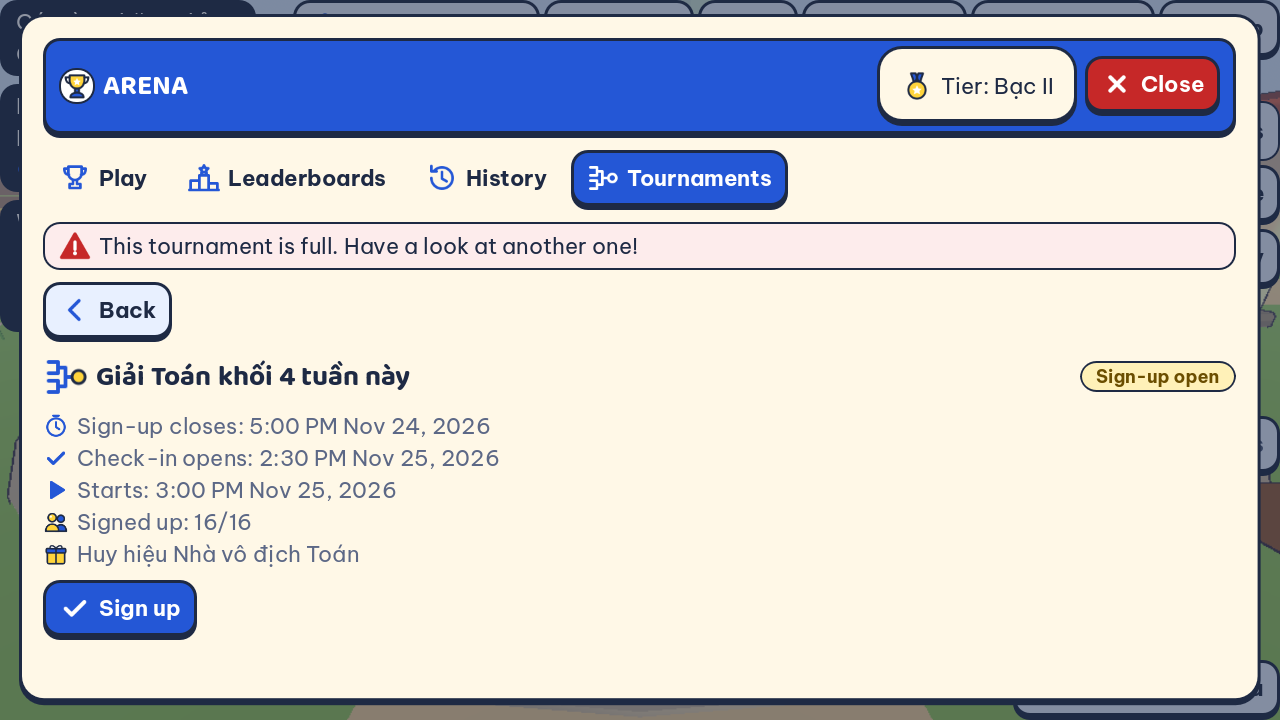 ARENA
Tier: Bạc II
Close
Play
Leaderboards
History
Tournaments
This tournament is full. Have a look at another one!
Back
Giải Toán khối 4 tuần này
Sign-up open
Sign-up closes: 5:00 PM Nov 24, 2026
Check-in opens: 2:30 PM Nov 25, 2026
Starts: 3:00 PM Nov 25, 2026
Signed up: 16/16
Huy hiệu Nhà vô địch Toán
Sign up